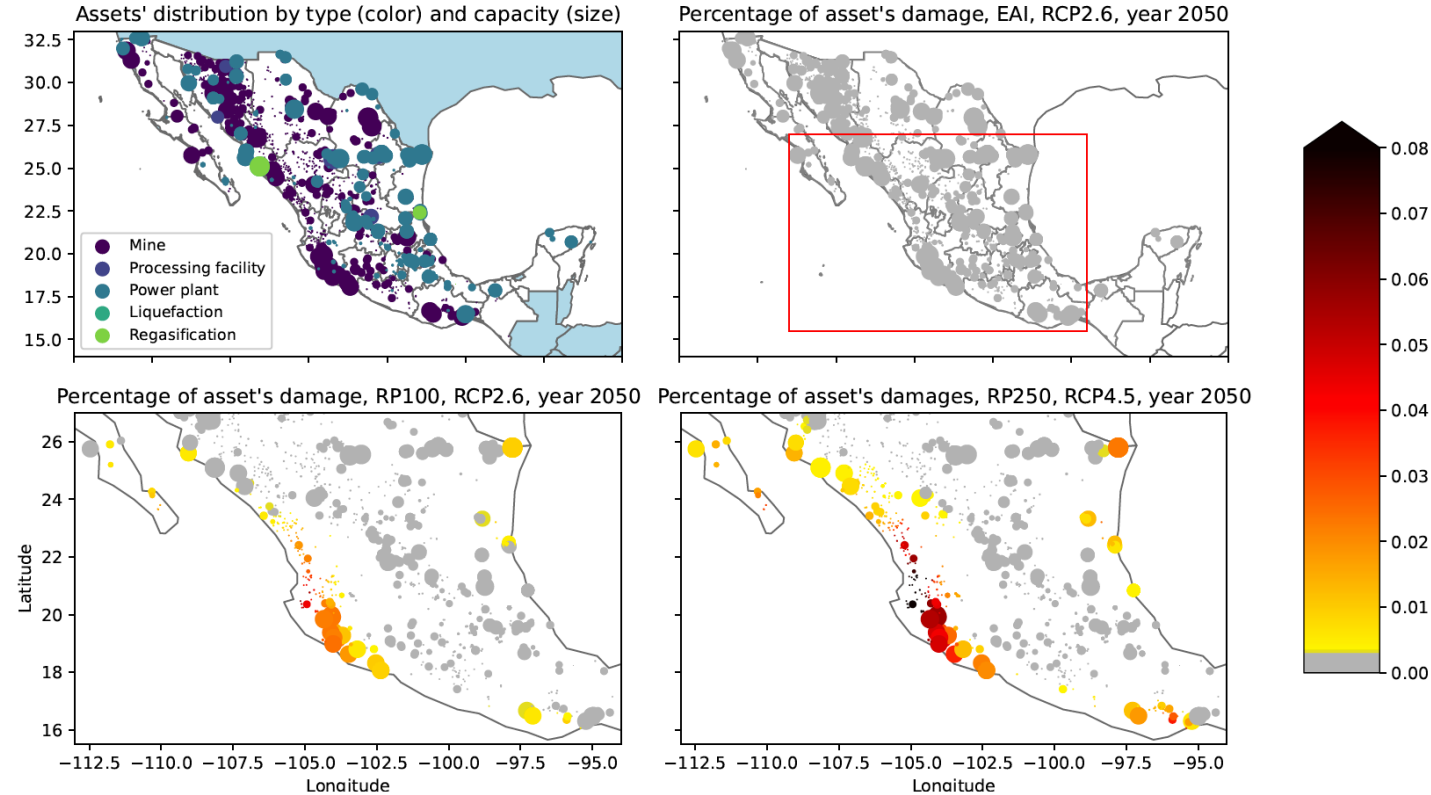 Assets' distribution by type (color) and capacity (size)
32.5
30.0
27.5
25.0
22.5
20.0
17.5
15.0
Mine
Processing facility
Power plant
Liquefaction
Regasification
Percentage of asset's damage, EAI, RCP2.6, year 2050
Percentage of asset's damage, RP100, RCP2.6, year 2050
26
24
22
20
18
16
Latitude
−112.5 −110.0 −107.5 −105.0 −102.5 −100.0 −97.5 −95.0
Longitude
Percentage of asset's damages, RP250, RCP4.5, year 2050
−112.5 −110.0 −107.5 −105.0 −102.5 −100.0 −97.5 −95.0
Longitude
0.08
0.07
0.06
0.05
0.04
0.03
0.02
0.01
0.00